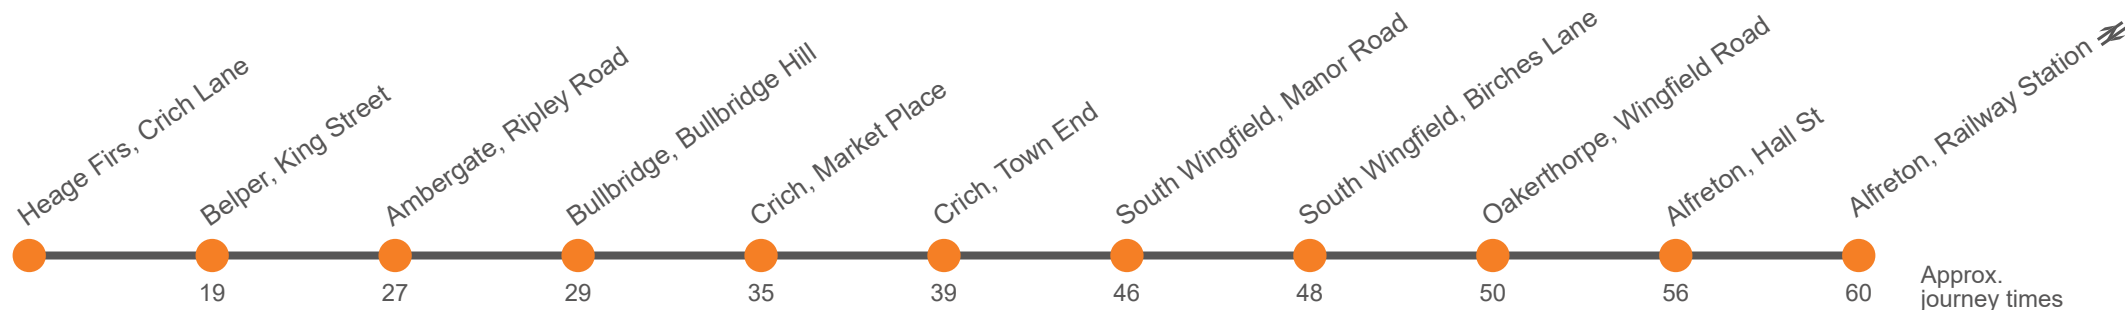 Heage Firs, Crich Lane
Belper, King Street
Ambergate, Ripley Road
Bullbridge, Bullbridge Hill
Crich, Market Place
Crich, Town End
South Wingfield, Manor Road
South Wingfield, Birches Lane
Oakerthorpe, Wingfield Road
Alfreton, Hall St
Alfreton, Railway Station
19
27
29
35
39
46
48
50
56
60
Approx.
journey times